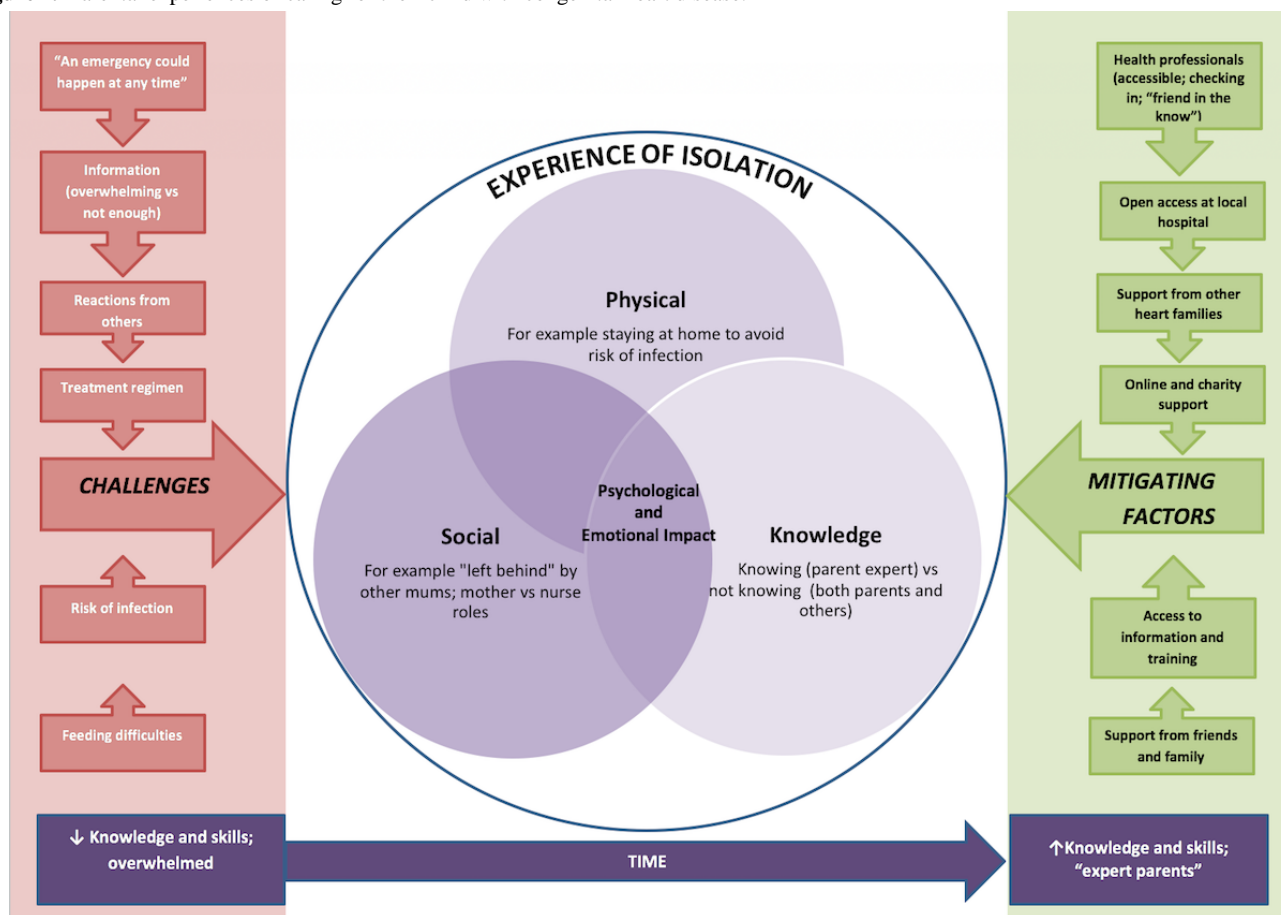 “An emergency could
happen at any time”
Information
(overwhelming vs
not enough)
Reactions from
others
Treatment regimen
CHALLENGES
Risk of infection
Feeding difficulties
↓ Knowledge and skills;
overwhelmed
EXPERIENCE OF ISOLATION
Physical
For example staying at home to avoid
risk of infection
Social
For example "left behind" by
other mums; mother vs nurse
roles
Psychological
and
Emotional Impact
Knowledge
Knowing (parent expert) vs
not knowing (both parents and
others)
TIME
Health professionals
(accessible; checking
in; “friend in the
know”)
Open access at local
hospital
Support from other
heart families
Online and charity
support
MITIGATING
FACTORS
Access to
information and
training
Support from friends
and family
↑Knowledge and skills;
“expert parents”